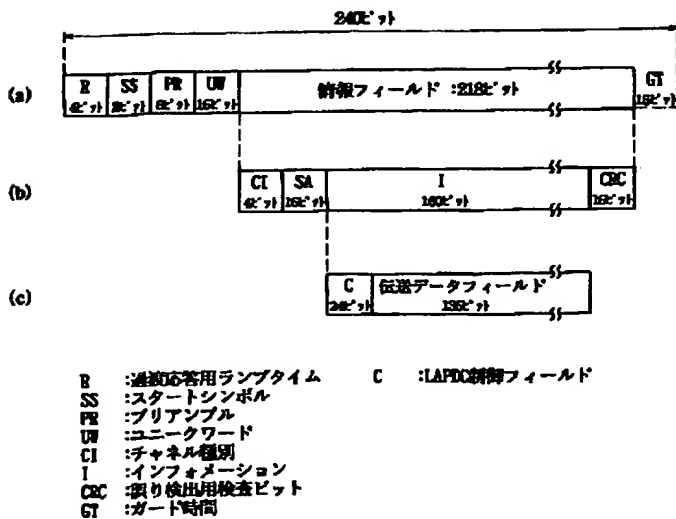 240ビット
(a)
R SS PR UW 情報フィールド :218ビット GT
4ビット 2ビット 6ビット 16ビット 16ビット
(b)
CI SA I CRC
4ビット 16ビット 160ビット 16ビット
(c)
C 伝送データフィールド
24ビット 136ビット
R :過渡応答用ランプタイム C :LAPDC制御フィールド
SS :スタートシンボル
PR :プリアンブル
UW :ユニークワード
CI :チャネル種別
I :インフォメーション
CRC :誤り検出用検査ビット
GT :ガード時間